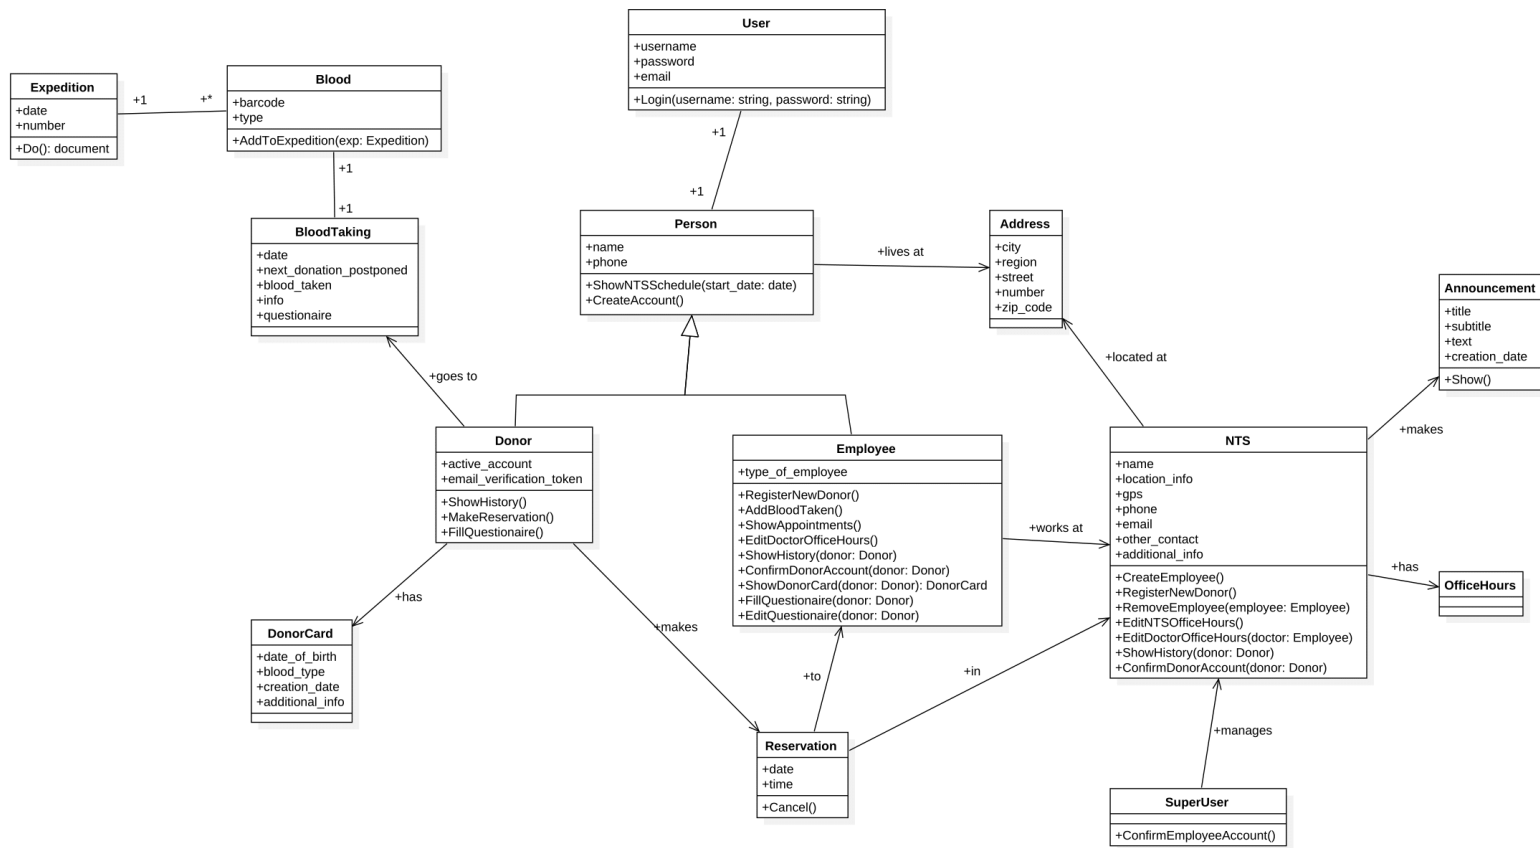 User
+username
+password
+email
+Login(username: string, password: string)
Expedition
+date
+number
+Do(): document
+1
+*
Blood
+barcode
+type
+AddToExpedition(exp: Expedition)
+1
+1
+1
+1
BloodTaking
+date
+next_donation_postponed
+blood_taken
+info
+questionaire
Person
+name
+phone
+ShowNTSSchedule(start_date: date)
+CreateAccount()
+lives at
Address
+city
+region
+street
+number
+zip_code
Announcement
+title
+subtitle
+text
+creation_date
+Show()
+located at
+goes to
+makes
Donor
+active_account
+email_verification_token
+ShowHistory()
+MakeReservation()
+FillQuestionaire()
Employee
+type_of_employee
+RegisterNewDonor()
+AddBloodTaken()
+ShowAppointments()
+EditDoctorOfficeHours()
+ShowHistory(donor: Donor)
+ConfirmDonorAccount(donor: Donor)
+ShowDonorCard(donor: Donor): DonorCard
+FillQuestionaire(donor: Donor)
+EditQuestionaire(donor: Donor)
+works at
NTS
+name
+location_info
+gps
+phone
+email
+other_contact
+additional_info
+CreateEmployee()
+RegisterNewDonor()
+RemoveEmployee(employee: Employee)
+EditNTSOfficeHours()
+EditDoctorOfficeHours(doctor: Employee)
+ShowHistory(donor: Donor)
+ConfirmDonorAccount(donor: Donor)
+has
OfficeHours
+has
DonorCard
+date_of_birth
+blood_type
+creation_date
+additional_info
+makes
+to
+in
Reservation
+date
+time
+Cancel()
+manages
SuperUser
+ConfirmEmployeeAccount()